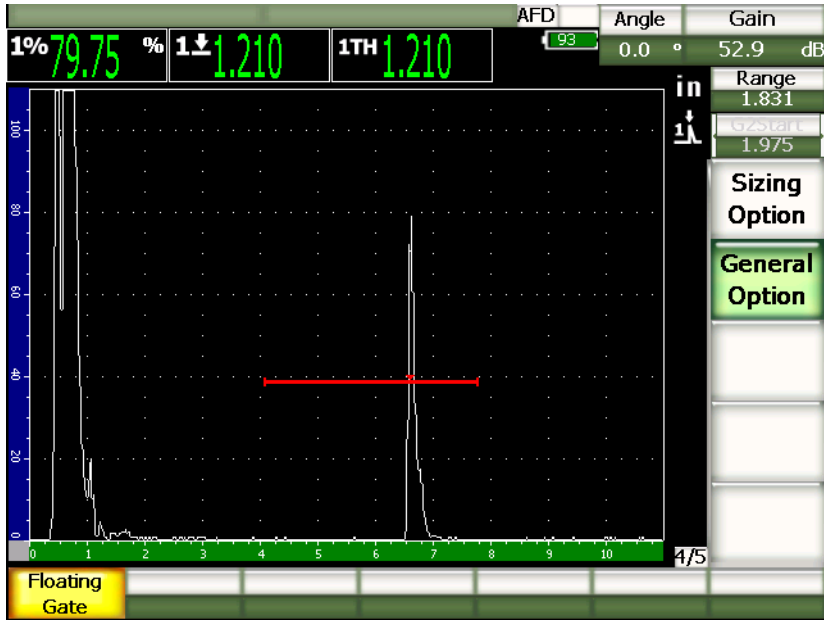 AFD
Angle
Gain
1% 79.75 %
1 1.210
1TH 1.210
93
0.0 °
52.9 dB
in
Range
1.831
G2Start
1.975
1
Sizing
Option
General
Option
100
80
60
40
20
0
0 1 2 3 4 5 6 7 8 9 10
4/5
Floating
Gate